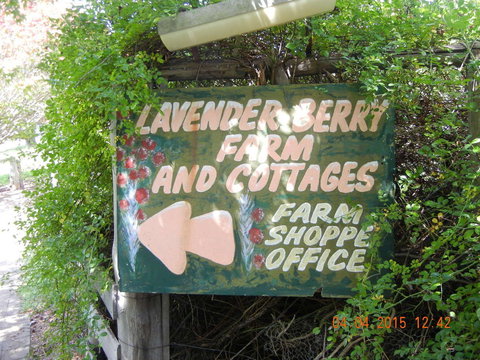 LAVENDER BERRY
FARM
AND COTTAGES
FARM
SHOPPE
OFFICE
04.04.2015 12:42